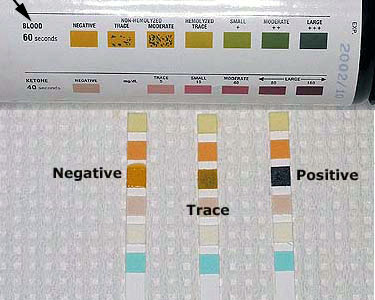 NON-HEMOLYZED HEMOLYZED SMALL MODERATE LARGE
BLOOD NEGATIVE TRACE MODERATE TRACE + ++ +++
60 seconds
EXP.
2002/10
KETONE NEGATIVE mg/dL TRACE SMALL MODERATE LARGE
40 seconds 5 15 40 80 160
Negative
Positive
Trace